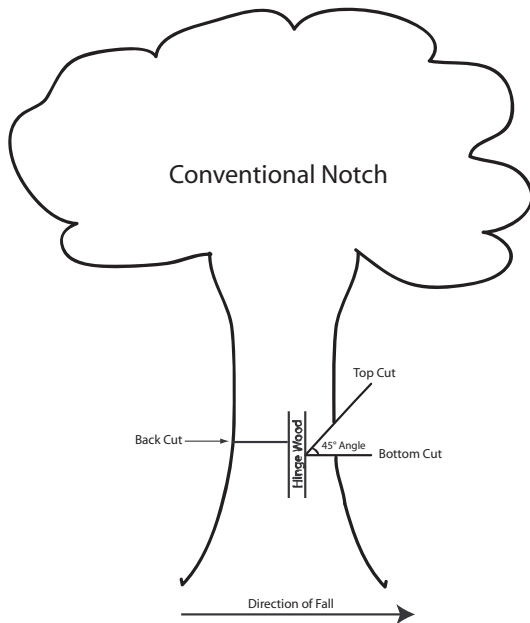 Conventional Notch
Top Cut
Back Cut
Hinge Wood
45° Angle
Bottom Cut
Direction of Fall